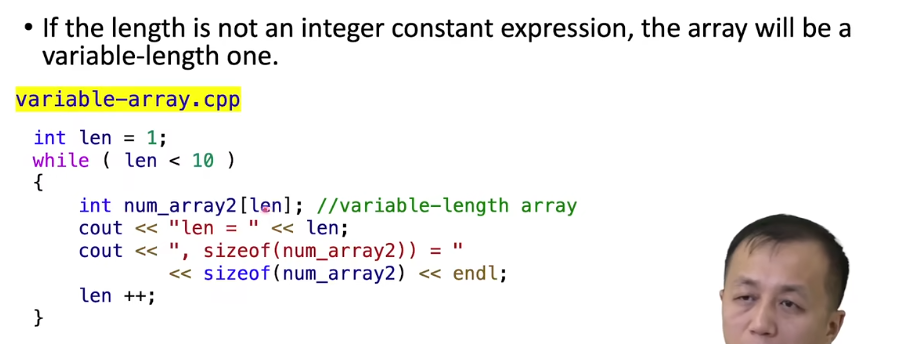 • If the length is not an integer constant expression, the array will be a
variable-length one.
variable-array.cpp
int len = 1;
while ( len < 10 )
{
    int num_array2[len]; //variable-length array
    cout << "len = " << len;
    cout << ", sizeof(num_array2)) = "
            << sizeof(num_array2) << endl;
    len ++;
}